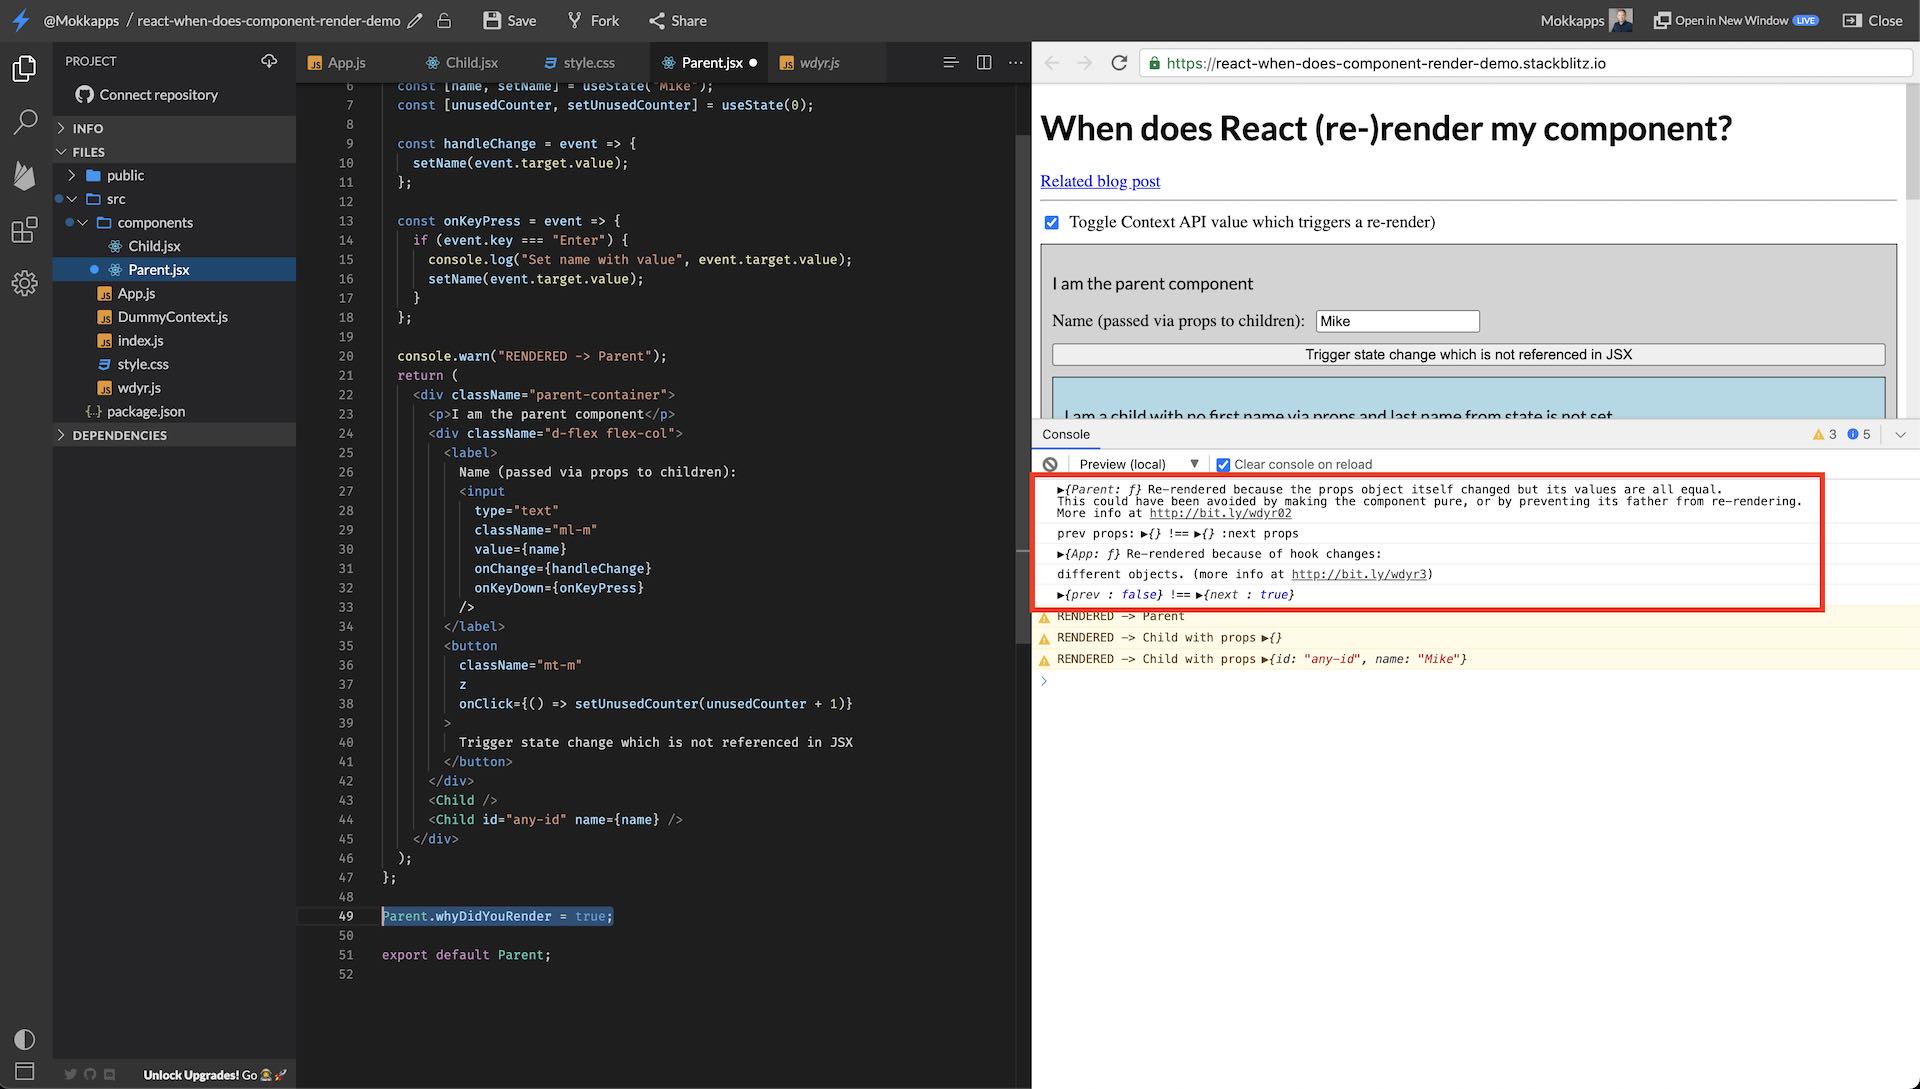 @Mokkapps / react-when-does-component-render-demo
Save
Fork
Share
Mokkapps
Open in New Window LIVE
Close
PROJECT
Connect repository
INFO
FILES
public
src
components
Child.jsx
Parent.jsx
App.js
DummyContext.js
index.js
style.css
wdyr.js
package.json
DEPENDENCIES
Unlock Upgrades! Go
App.js
Child.jsx
style.css
Parent.jsx
wdyr.js
6 const [name, setName] = useState("Mike");
7 const [unusedCounter, setUnusedCounter] = useState(0);
8
9 const handleChange = event => {
10 setName(event.target.value);
11 };
12
13 const onKeyPress = event => {
14 if (event.key === "Enter") {
15 console.log("Set name with value", event.target.value);
16 setName(event.target.value);
17 }
18 };
19
20 console.warn("RENDERED -> Parent");
21 return (
22 <div className="parent-container">
23 <p>I am the parent component</p>
24 <div className="d-flex flex-col">
25 <label>
26 Name (passed via props to children):
27 <input
28 type="text"
29 className="ml-m"
30 value={name}
31 onChange={handleChange}
32 onKeyDown={onKeyPress}
33 />
34 </label>
35 <button
36 className="mt-m"
37 z
38 onClick={() => setUnusedCounter(unusedCounter + 1)}
39 >
40 Trigger state change which is not referenced in JSX
41 </button>
42 </div>
43 <Child />
44 <Child id="any-id" name={name} />
45 </div>
46 );
47 };
48
49 Parent.whyDidYouRender = true;
50
51 export default Parent;
52
https://react-when-does-component-render-demo.stackblitz.io
When does React (re-)render my component?
Related blog post
Toggle Context API value which triggers a re-render)
I am the parent component
Name (passed via props to children): Mike
Trigger state change which is not referenced in JSX
I am a child with no first name via props and last name from state is not set
Console
3
5
Preview (local) ▼
Clear console on reload
▶{Parent: ƒ} Re-rendered because the props object itself changed but its values are all equal.
This could have been avoided by making the component pure, or by preventing its father from re-rendering.
More info at http://bit.ly/wdyr02
prev props: ▶{} !== ▶{} :next props
▶{App: ƒ} Re-rendered because of hook changes:
different objects. (more info at http://bit.ly/wdyr3)
▶{prev : false} !== ▶{next : true}
RENDERED -> Parent
RENDERED -> Child with props ▶{}
RENDERED -> Child with props ▶{id: "any-id", name: "Mike"}